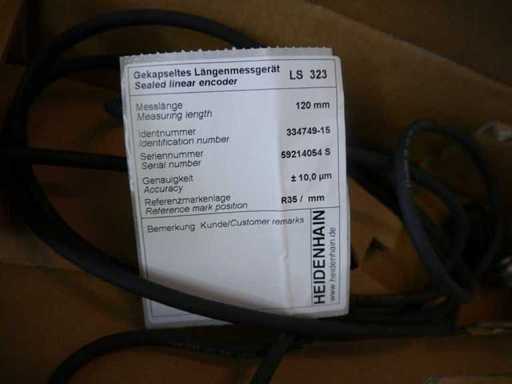 Gekapseltes Längenmessgerät LS 323
Sealed linear encoder
Messlänge 120 mm
Measuring length
Identnummer 334749-15
Identification number
Seriennummer 59214054 S
Serial number
Genauigkeit ± 10,0 µm
Accuracy
Referenzmarkenlage R35 / mm
Reference mark position
Bemerkung Kunde/Customer remarks
HEIDENHAIN
www.heidenhain.de